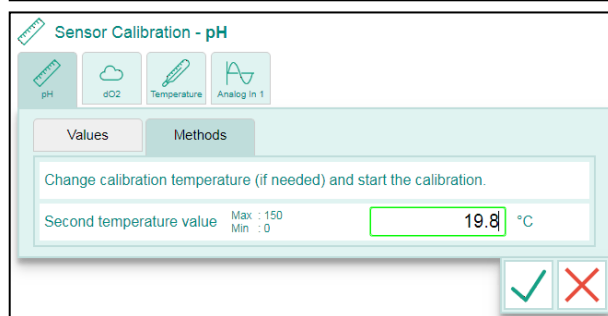 Sensor Calibration - pH
pH
dO2
Temperature
Analog In 1
Values
Methods
Change calibration temperature (if needed) and start the calibration.
Second temperature value
Max : 150
Min : 0
19.8
°C